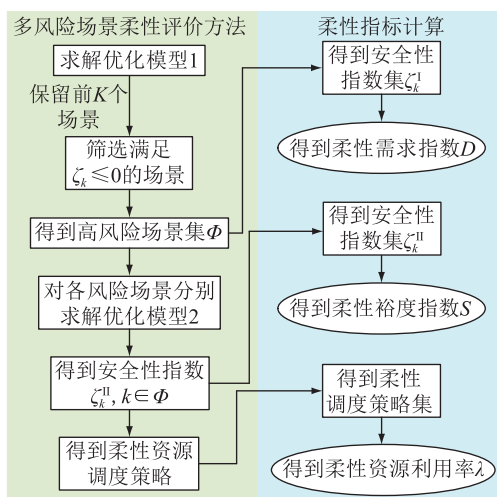 多风险场景柔性评价方法
求解优化模型1
保留前K个
场景
筛选满足
ζk≤0的场景
得到高风险场景集Φ
对各风险场景分别
求解优化模型2
得到安全性指数
ζkII, k∈Φ
得到柔性资源
调度策略
柔性指标计算
得到安全性
指数集ζkI
得到柔性需求指数D
得到安全性
指数集ζkII
得到柔性裕度指数S
得到柔性
调度策略集
得到柔性资源利用率λ